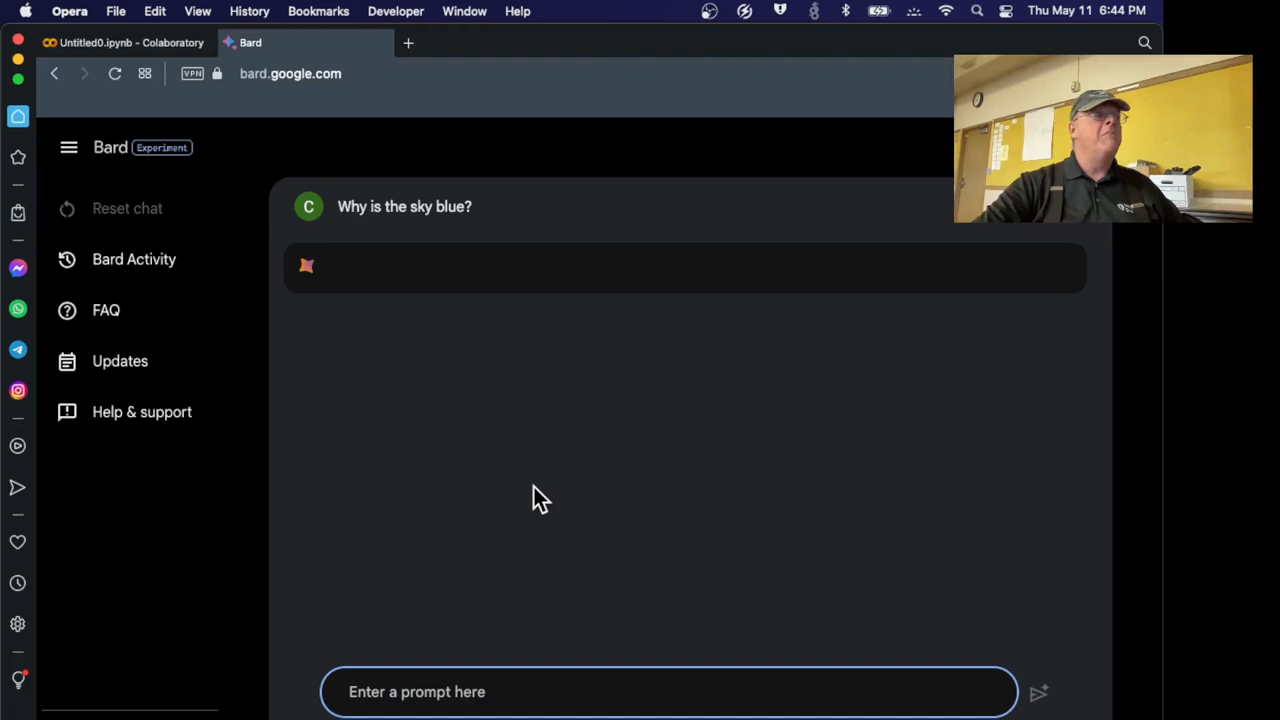 Opera File Edit View History Bookmarks Developer Window Help Thu May 11 6:44 PM
Untitled0.ipynb - Colaboratory Bard
VPN bard.google.com
Bard Experiment
Reset chat
Bard Activity
FAQ
Updates
Help & support
C Why is the sky blue?
Enter a prompt here